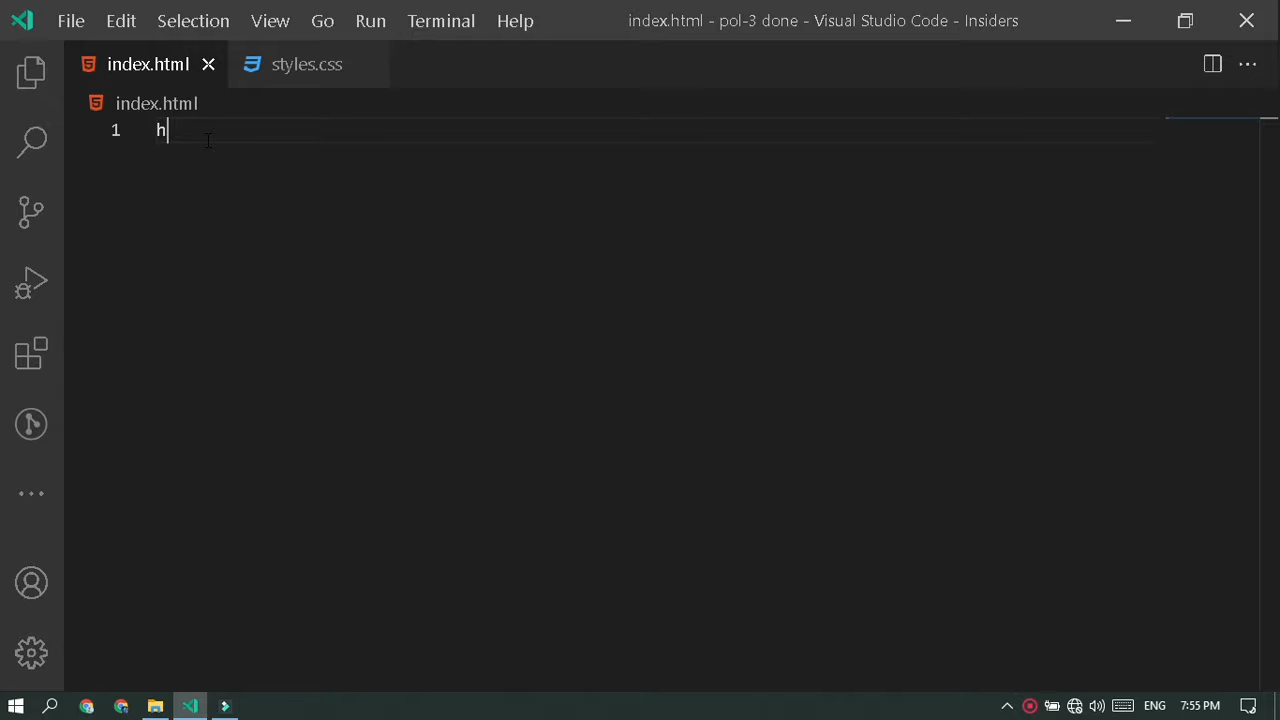 File Edit Selection View Go Run Terminal Help index.html - pol-3 done - Visual Studio Code - Insiders
index.html styles.css
index.html
1 h
ENG 7:55 PM